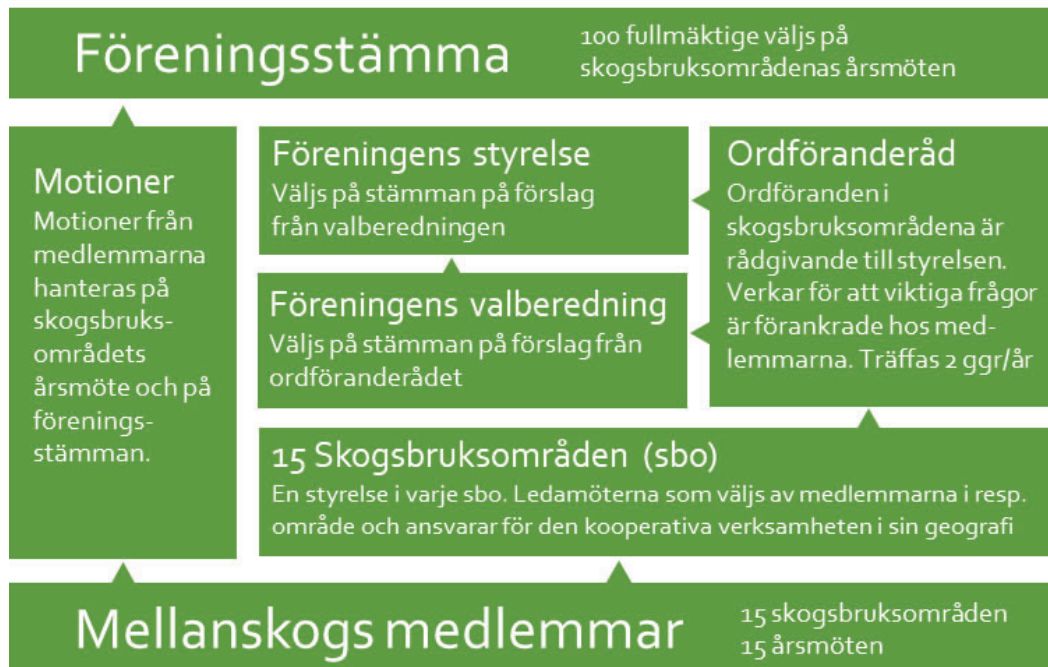 Föreningsstämma
100 fullmäktige väljs på
skogsbruksområdenas årsmöten
Motioner
Motioner från
medlemmarna
hanteras på
skogsbruks-
områdets
årsmöte och på
förenings-
stämman.
Föreningens styrelse
Väljs på stämman på förslag
från valberedningen
Föreningens valberedning
Väljs på stämman på förslag från
ordföranderådet
Ordföranderåd
Ordföranden i
skogsbruksområdena är
rådgivande till styrelsen.
Verkar för att viktiga frågor
är förankrade hos med-
lemmarna. Träffas 2 ggr/år
15 Skogsbruksområden (sbo)
En styrelse i varje sbo. Ledamöterna som väljs av medlemmarna i resp.
område och ansvarar för den kooperativa verksamheten i sin geografi
Mellanskogs medlemmar
15 skogsbruksområden
15 årsmöten